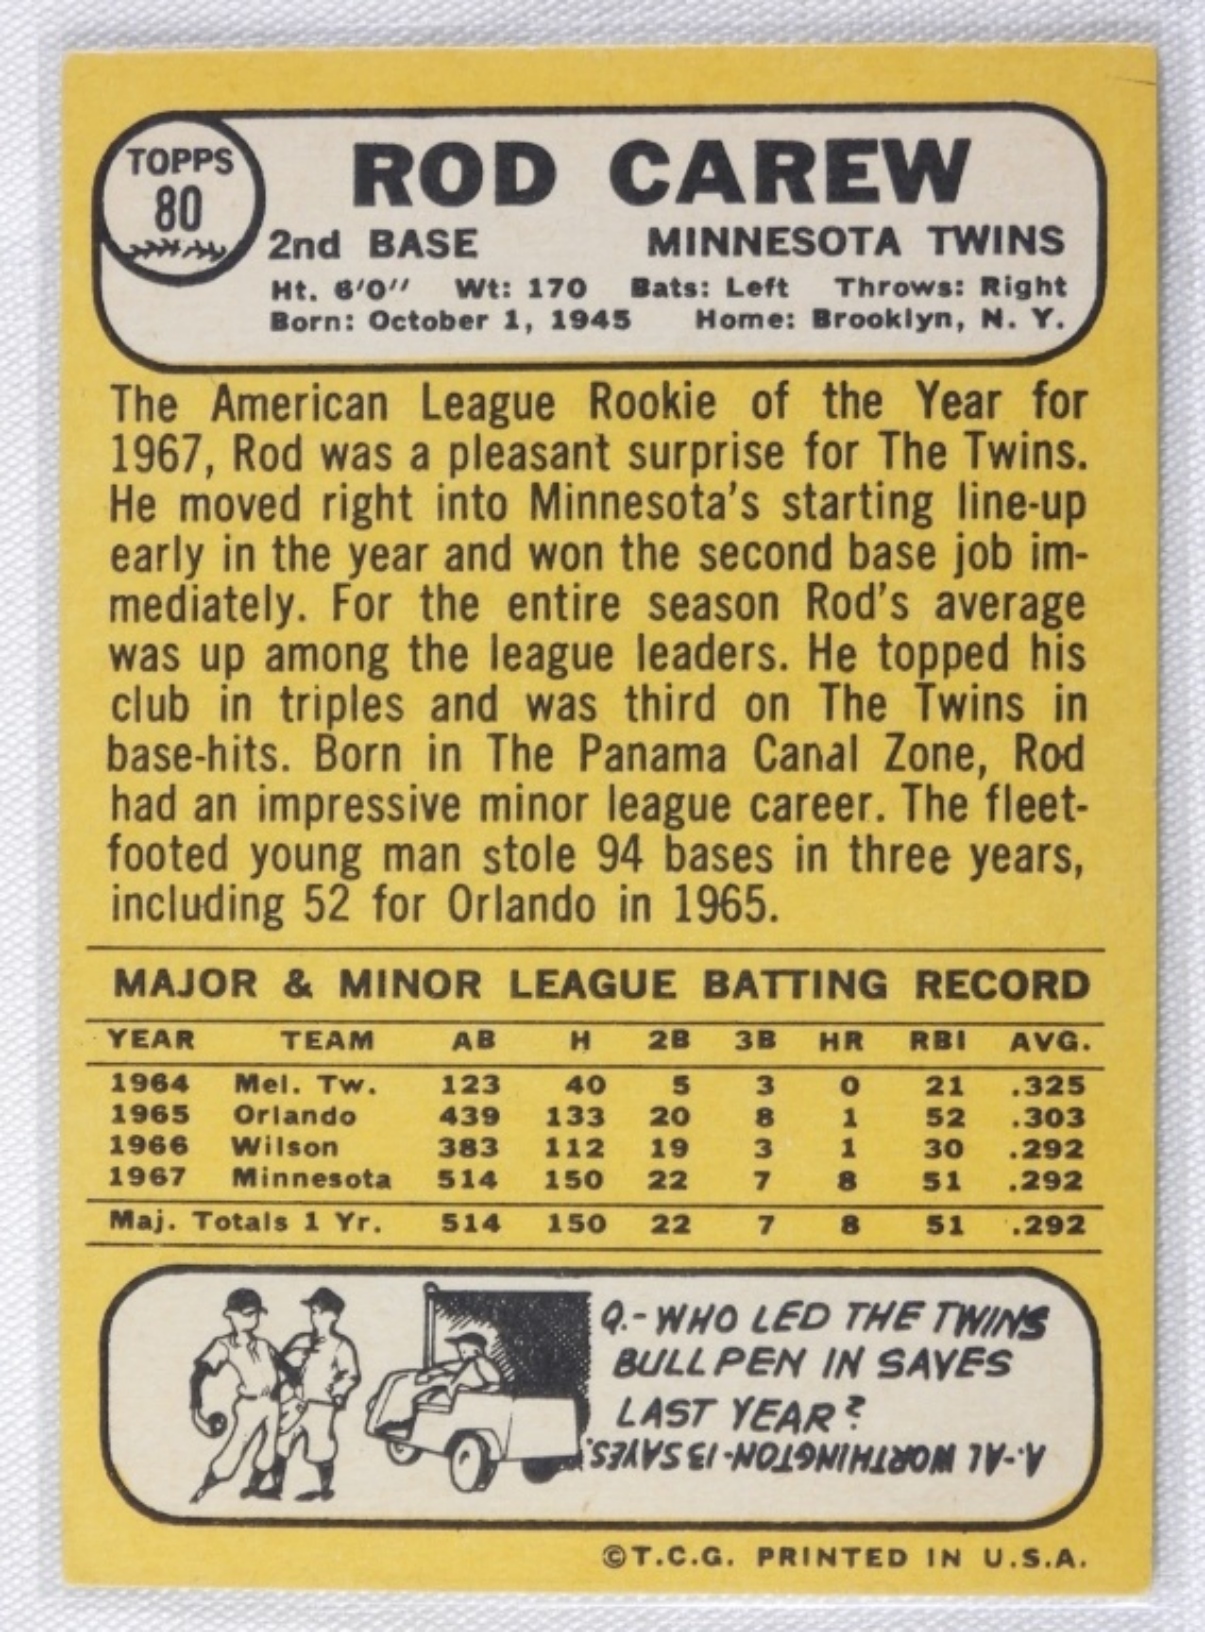 TOPPS
80
ROD CAREW
2nd BASE MINNESOTA TWINS
Ht. 6'0" Wt: 170 Bats: Left Throws: Right
Born: October 1, 1945 Home: Brooklyn, N. Y.
The American League Rookie of the Year for
1967, Rod was a pleasant surprise for The Twins.
He moved right into Minnesota's starting line-up
early in the year and won the second base job im-
mediately. For the entire season Rod's average
was up among the league leaders. He topped his
club in triples and was third on The Twins in
base-hits. Born in The Panama Canal Zone, Rod
had an impressive minor league career. The fleet-
footed young man stole 94 bases in three years,
including 52 for Orlando in 1965.
MAJOR & MINOR LEAGUE BATTING RECORD
YEAR TEAM AB H 2B 3B HR RBI AVG.
1964 Mel. Tw. 123 40 5 3 0 21 .325
1965 Orlando 439 133 20 8 1 52 .303
1966 Wilson 383 112 19 3 1 30 .292
1967 Minnesota 514 150 22 7 8 51 .292
Maj. Totals 1 Yr. 514 150 22 7 8 51 .292
Q.-WHO LED THE TWINS
BULLPEN IN SAVES
LAST YEAR?
A.-AL WORTHINGTON-13 SAVES.
©T.C.G. PRINTED IN U.S.A.